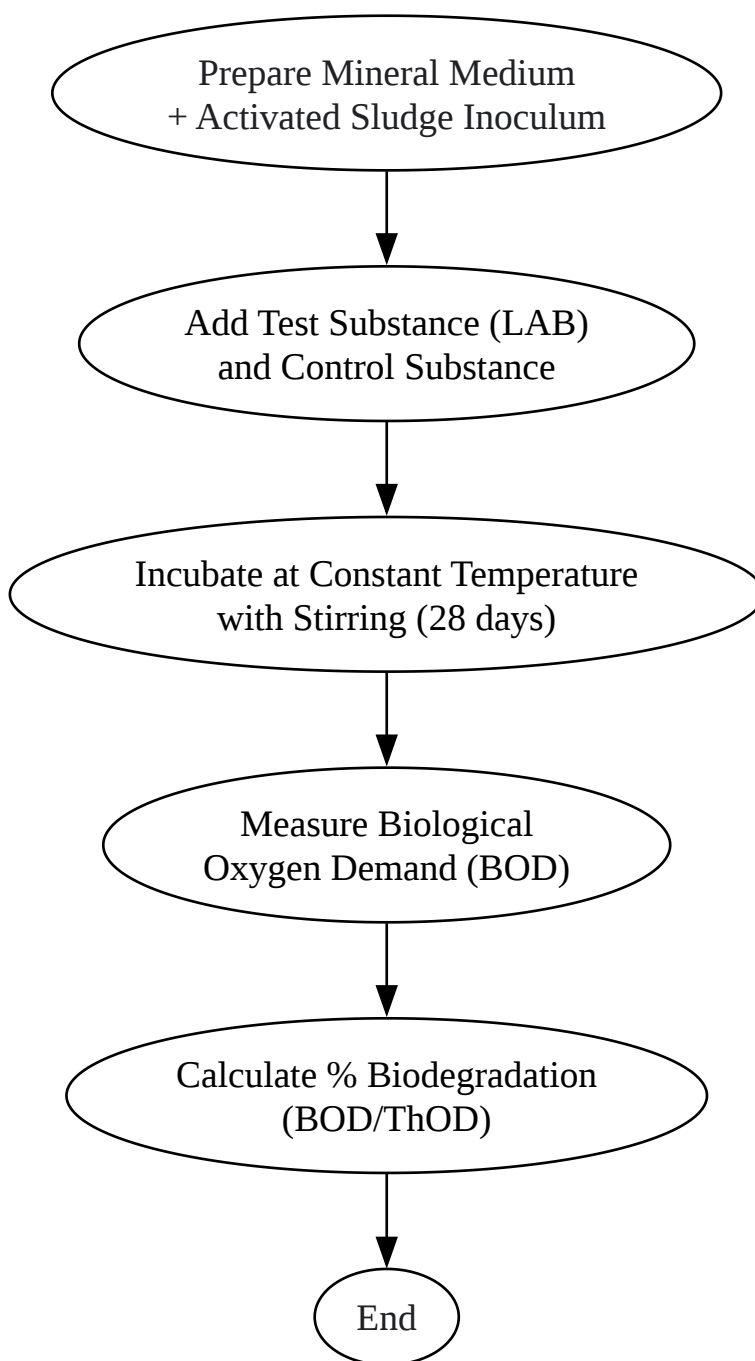 Prepare Mineral Medium
+ Activated Sludge Inoculum
Add Test Substance (LAB)
and Control Substance
Incubate at Constant Temperature
with Stirring (28 days)
Measure Biological
Oxygen Demand (BOD)
Calculate % Biodegradation
(BOD/ThOD)
End